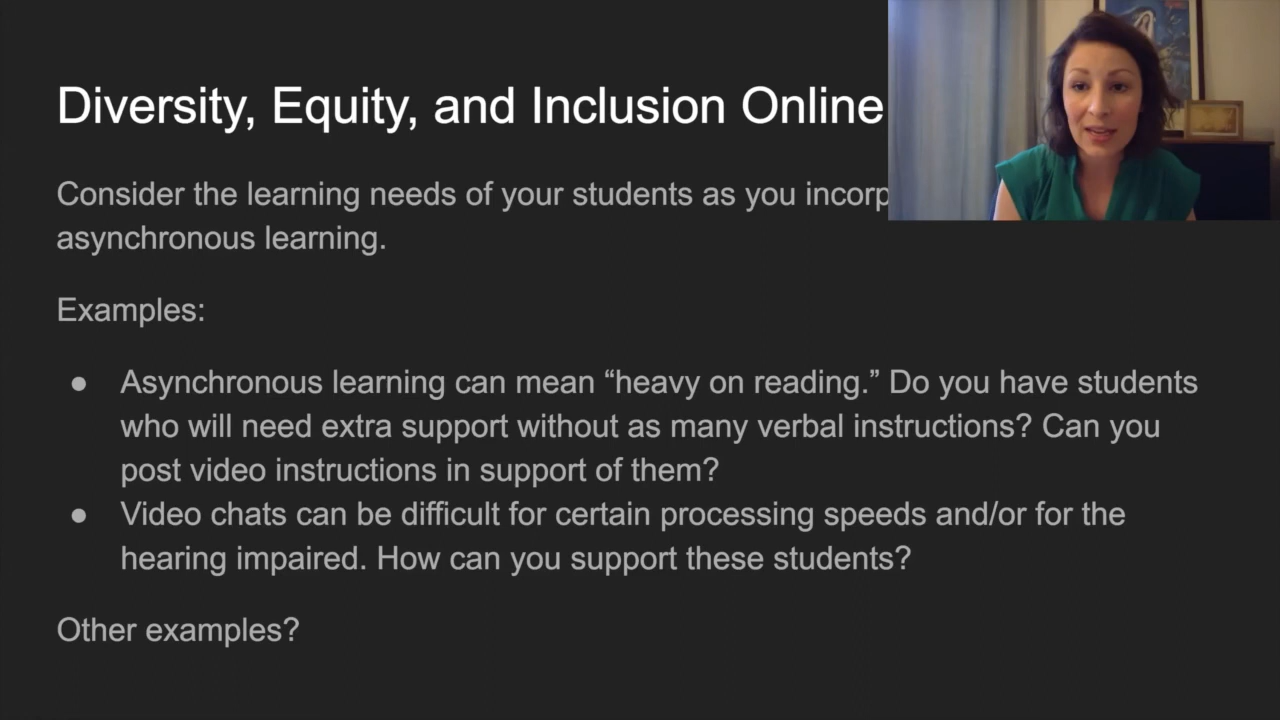 Diversity, Equity, and Inclusion Online
Consider the learning needs of your students as you
asynchronous learning.
Examples:
● Asynchronous learning can mean “heavy on reading.” Do you have students
who will need extra support without as many verbal instructions? Can you
post video instructions in support of them?
● Video chats can be difficult for certain processing speeds and/or for the
hearing impaired. How can you support these students?
Other examples?